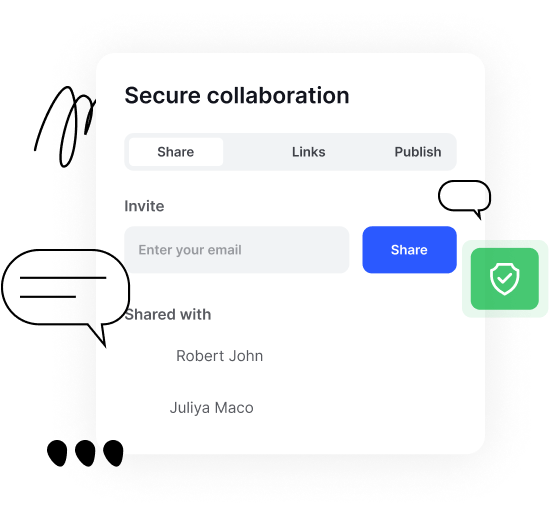 Secure collaboration
Share Links Publish
Invite
Enter your email Share
Shared with
Robert John
Juliya Maco